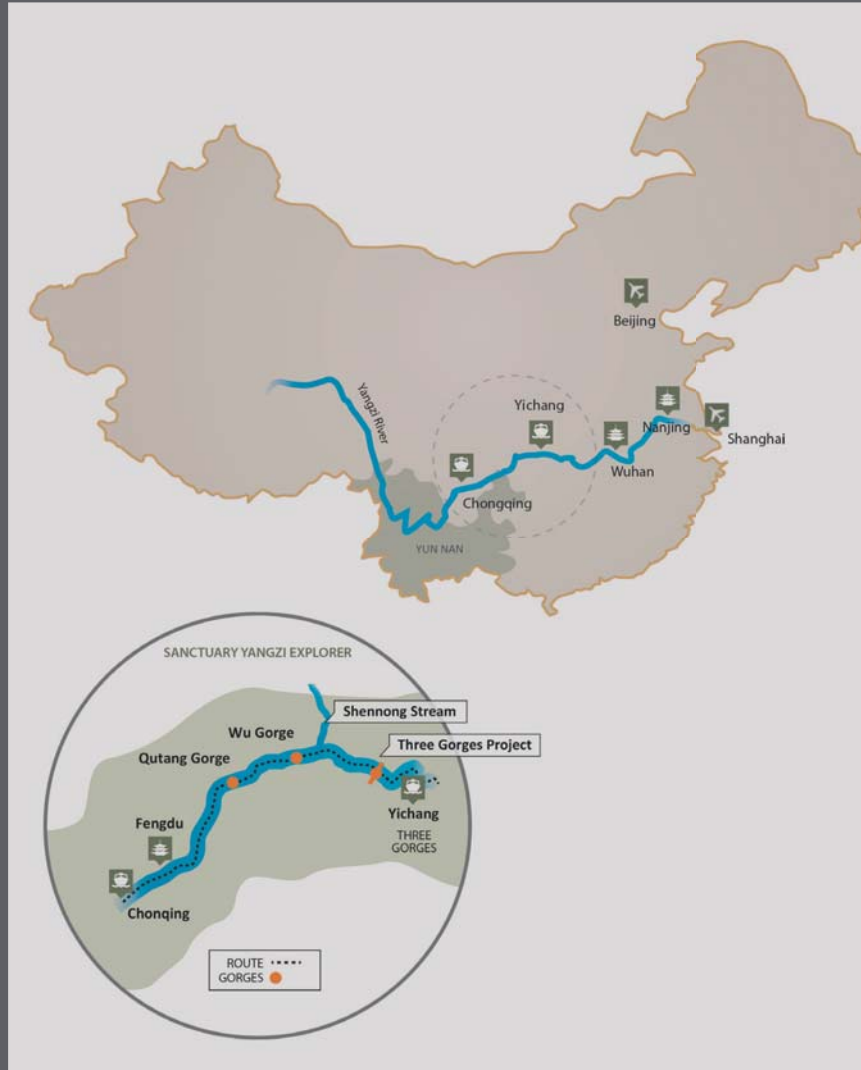 Beijing
Yangzi River
Yichang
Nanjing
Shanghai
Wuhan
Chongqing
YUN NAN
SANCTUARY YANGZI EXPLORER
Shennong Stream
Wu Gorge
Three Gorges Project
Qutang Gorge
Yichang
THREE
GORGES
Fengdu
Chonqing
ROUTE
GORGES